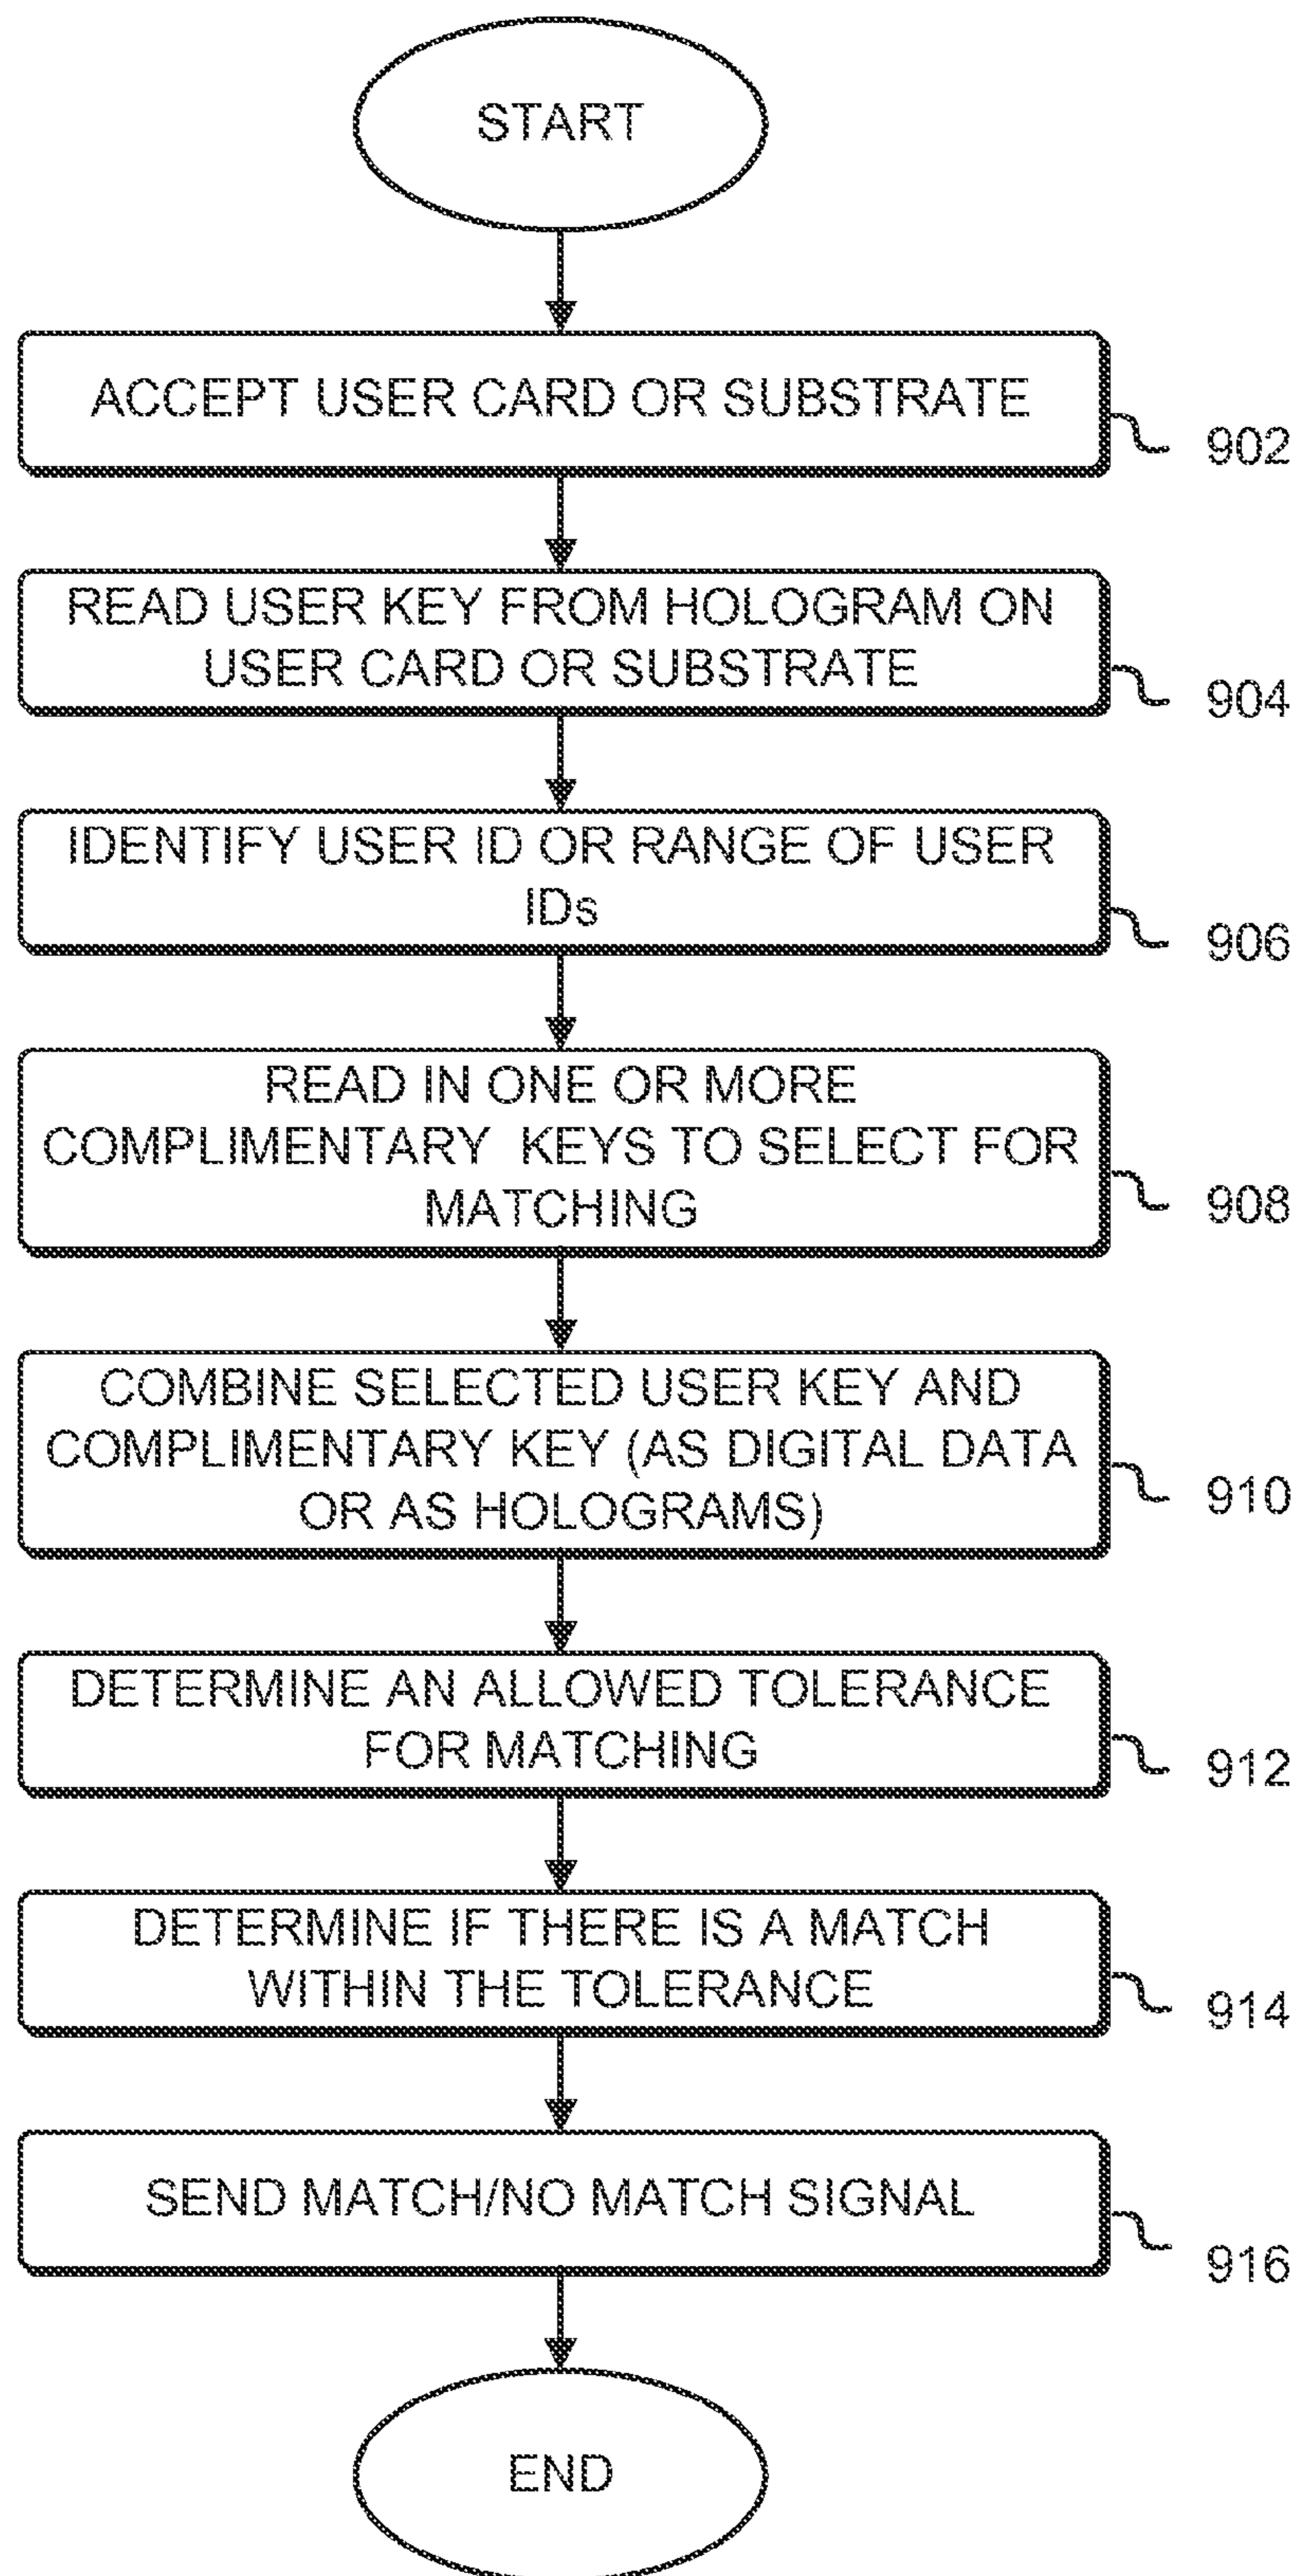 START
ACCEPT USER CARD OR SUBSTRATE
902
READ USER KEY FROM HOLOGRAM ON
USER CARD OR SUBSTRATE
904
IDENTIFY USER ID OR RANGE OF USER
IDs
906
READ IN ONE OR MORE
COMPLIMENTARY KEYS TO SELECT FOR
MATCHING
908
COMBINE SELECTED USER KEY AND
COMPLIMENTARY KEY (AS DIGITAL DATA
OR AS HOLOGRAMS)
910
DETERMINE AN ALLOWED TOLERANCE
FOR MATCHING
912
DETERMINE IF THERE IS A MATCH
WITHIN THE TOLERANCE
914
SEND MATCH/NO MATCH SIGNAL
916
END